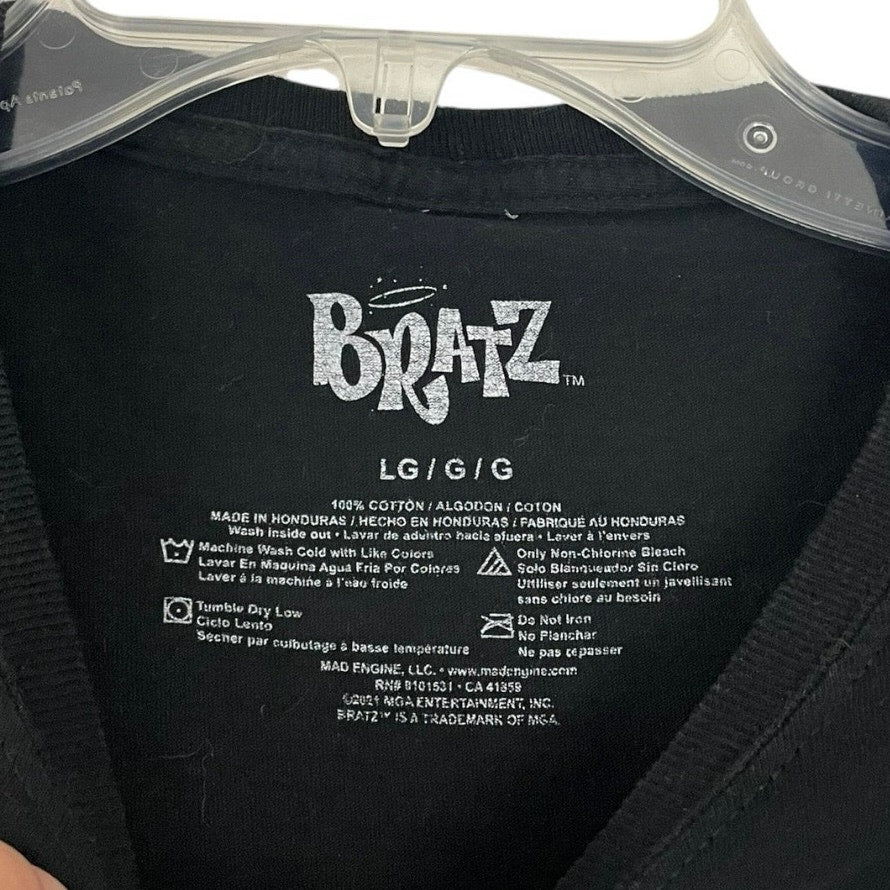 BRATZ™
LG / G / G
100% COTTON / ALGODON / COTON
MADE IN HONDURAS / HECHO EN HONDURAS / FABRIQUÉ AU HONDURAS
Wash inside out • Lavar de adentro hacia afuera • Laver à l'envers
Machine Wash Cold with Like Colors
Lavar En Maquina Agua Fria Por Colores
Laver à la machine à l'eau froide
Only Non-Chlorine Bleach
Solo Blanqueador Sin Cloro
Utiliser seulement un javellisant
sans chlore au besoin
Tumble Dry Low
Ciclo Lento
Sécher par culbutage à basse température
Do Not Iron
No Planchar
Ne pas repasser
MAD ENGINE, LLC. • www.madengine.com
RN# 8101531 • CA 41359
©2021 MGA ENTERTAINMENT, INC.
BRATZ™ IS A TRADEMARK OF MGA.